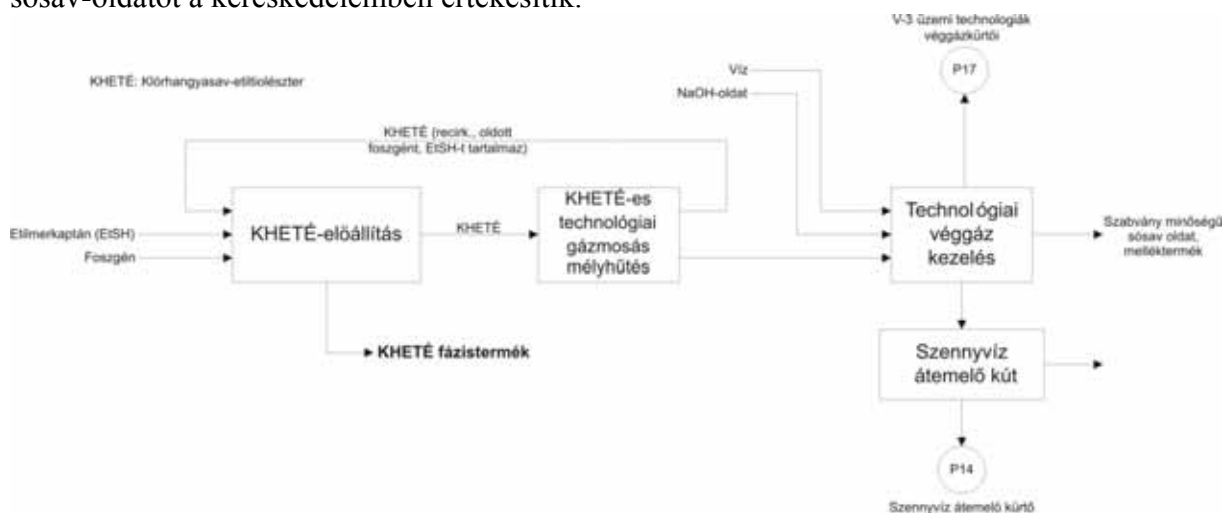 sósav-oldatot a kereskedelemben értékesítik.
V-3 üzemi technológiák
véggázkürtői
P17
KHETÉ: Klórhangyasav-etiltiolészter
Víz
NaOH-oldat
KHETÉ (recirk., oldott
foszgént, EtSH-t tartalmaz)
Etilmerkaptán (EtSH)
Foszgén
KHETÉ-előállítás
KHETÉ
KHETÉ-es
technológiai
gázmosás
mélyhűtés
Technológiai
véggáz
kezelés
Szabvány minőségű
sósav oldat,
melléktermék
KHETÉ fázistermék
Szennyvíz
átemelő kút
P14
Szennyvíz átemelő kürtő